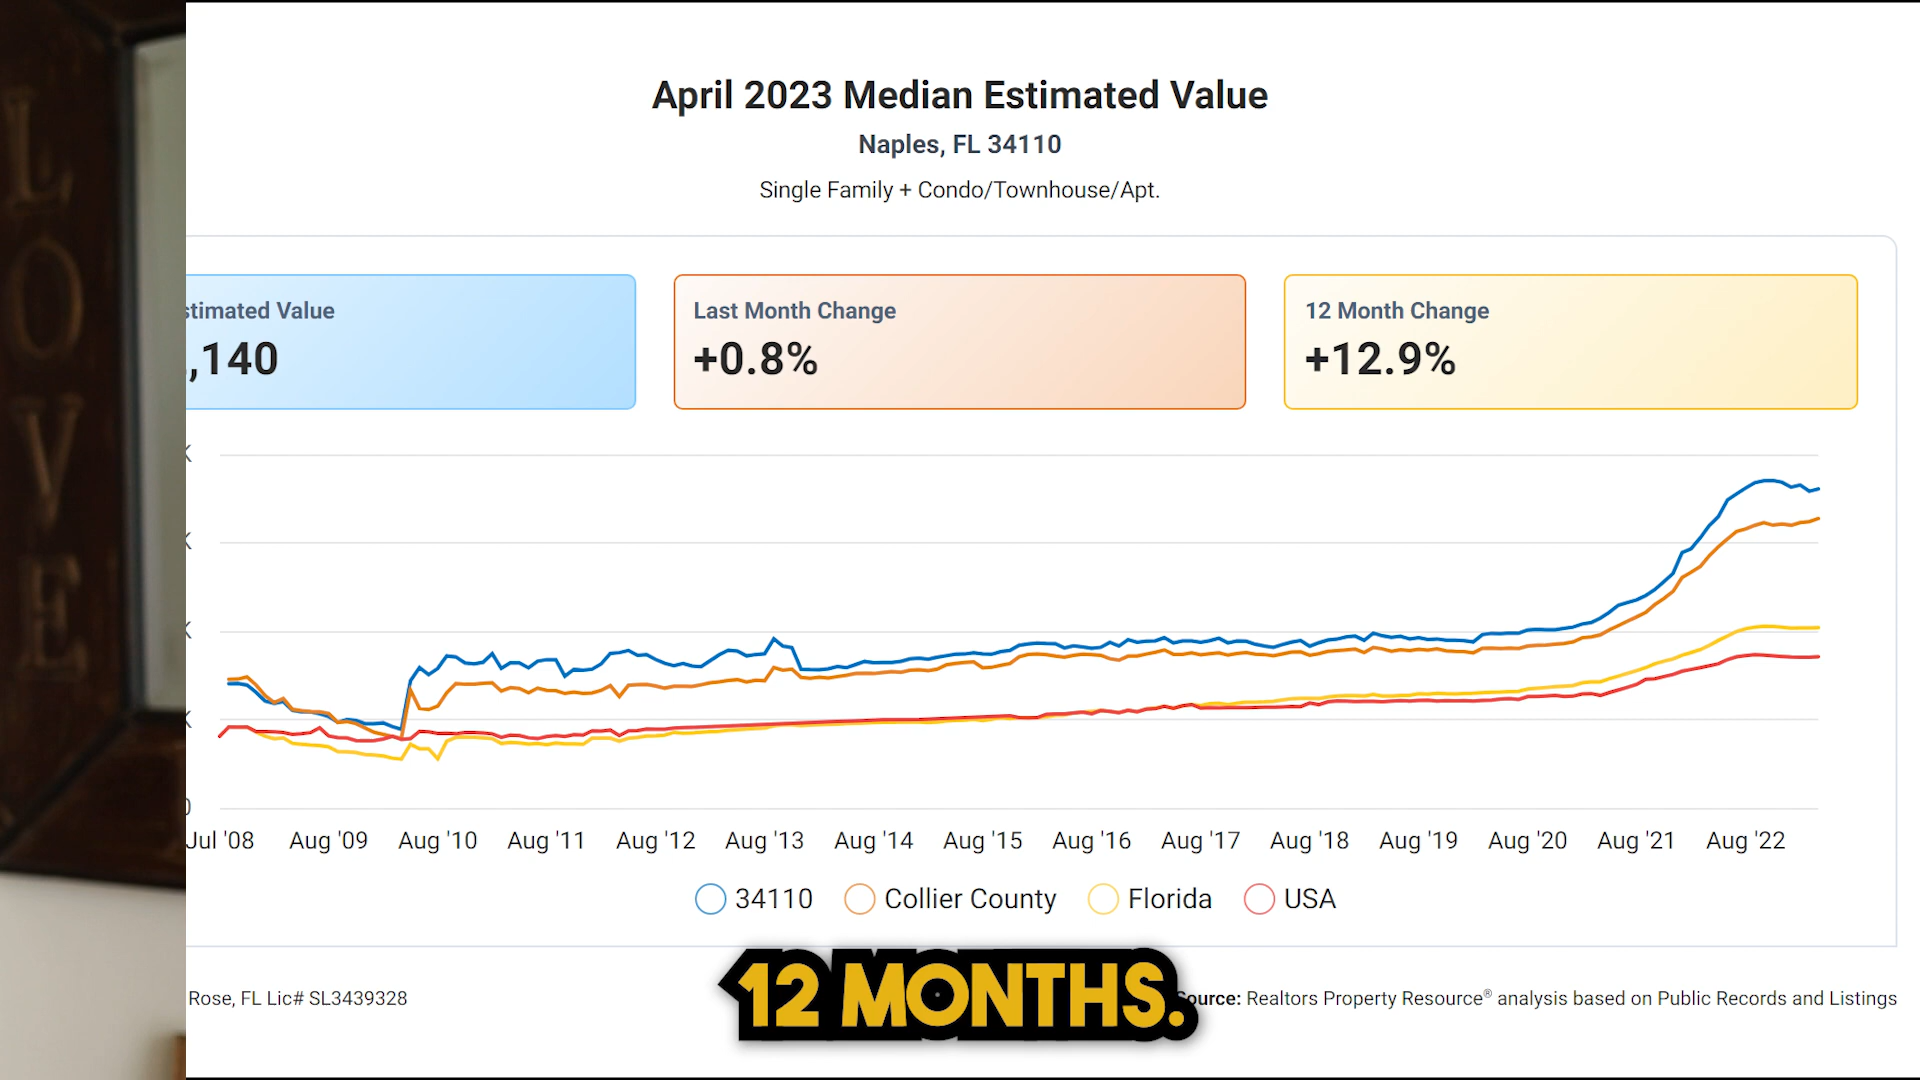 LOVE
April 2023 Median Estimated Value
Naples, FL 34110
Single Family + Condo/Townhouse/Apt.
stimated Value
,140
Last Month Change
+0.8%
12 Month Change
+12.9%
K
K
K
K
0
Jul '08 Aug '09 Aug '10 Aug '11 Aug '12 Aug '13 Aug '14 Aug '15 Aug '16 Aug '17 Aug '18 Aug '19 Aug '20 Aug '21 Aug '22
34110 Collier County Florida USA
12 MONTHS.
Rose, FL Lic# SL3439328
ource: Realtors Property Resource® analysis based on Public Records and Listings